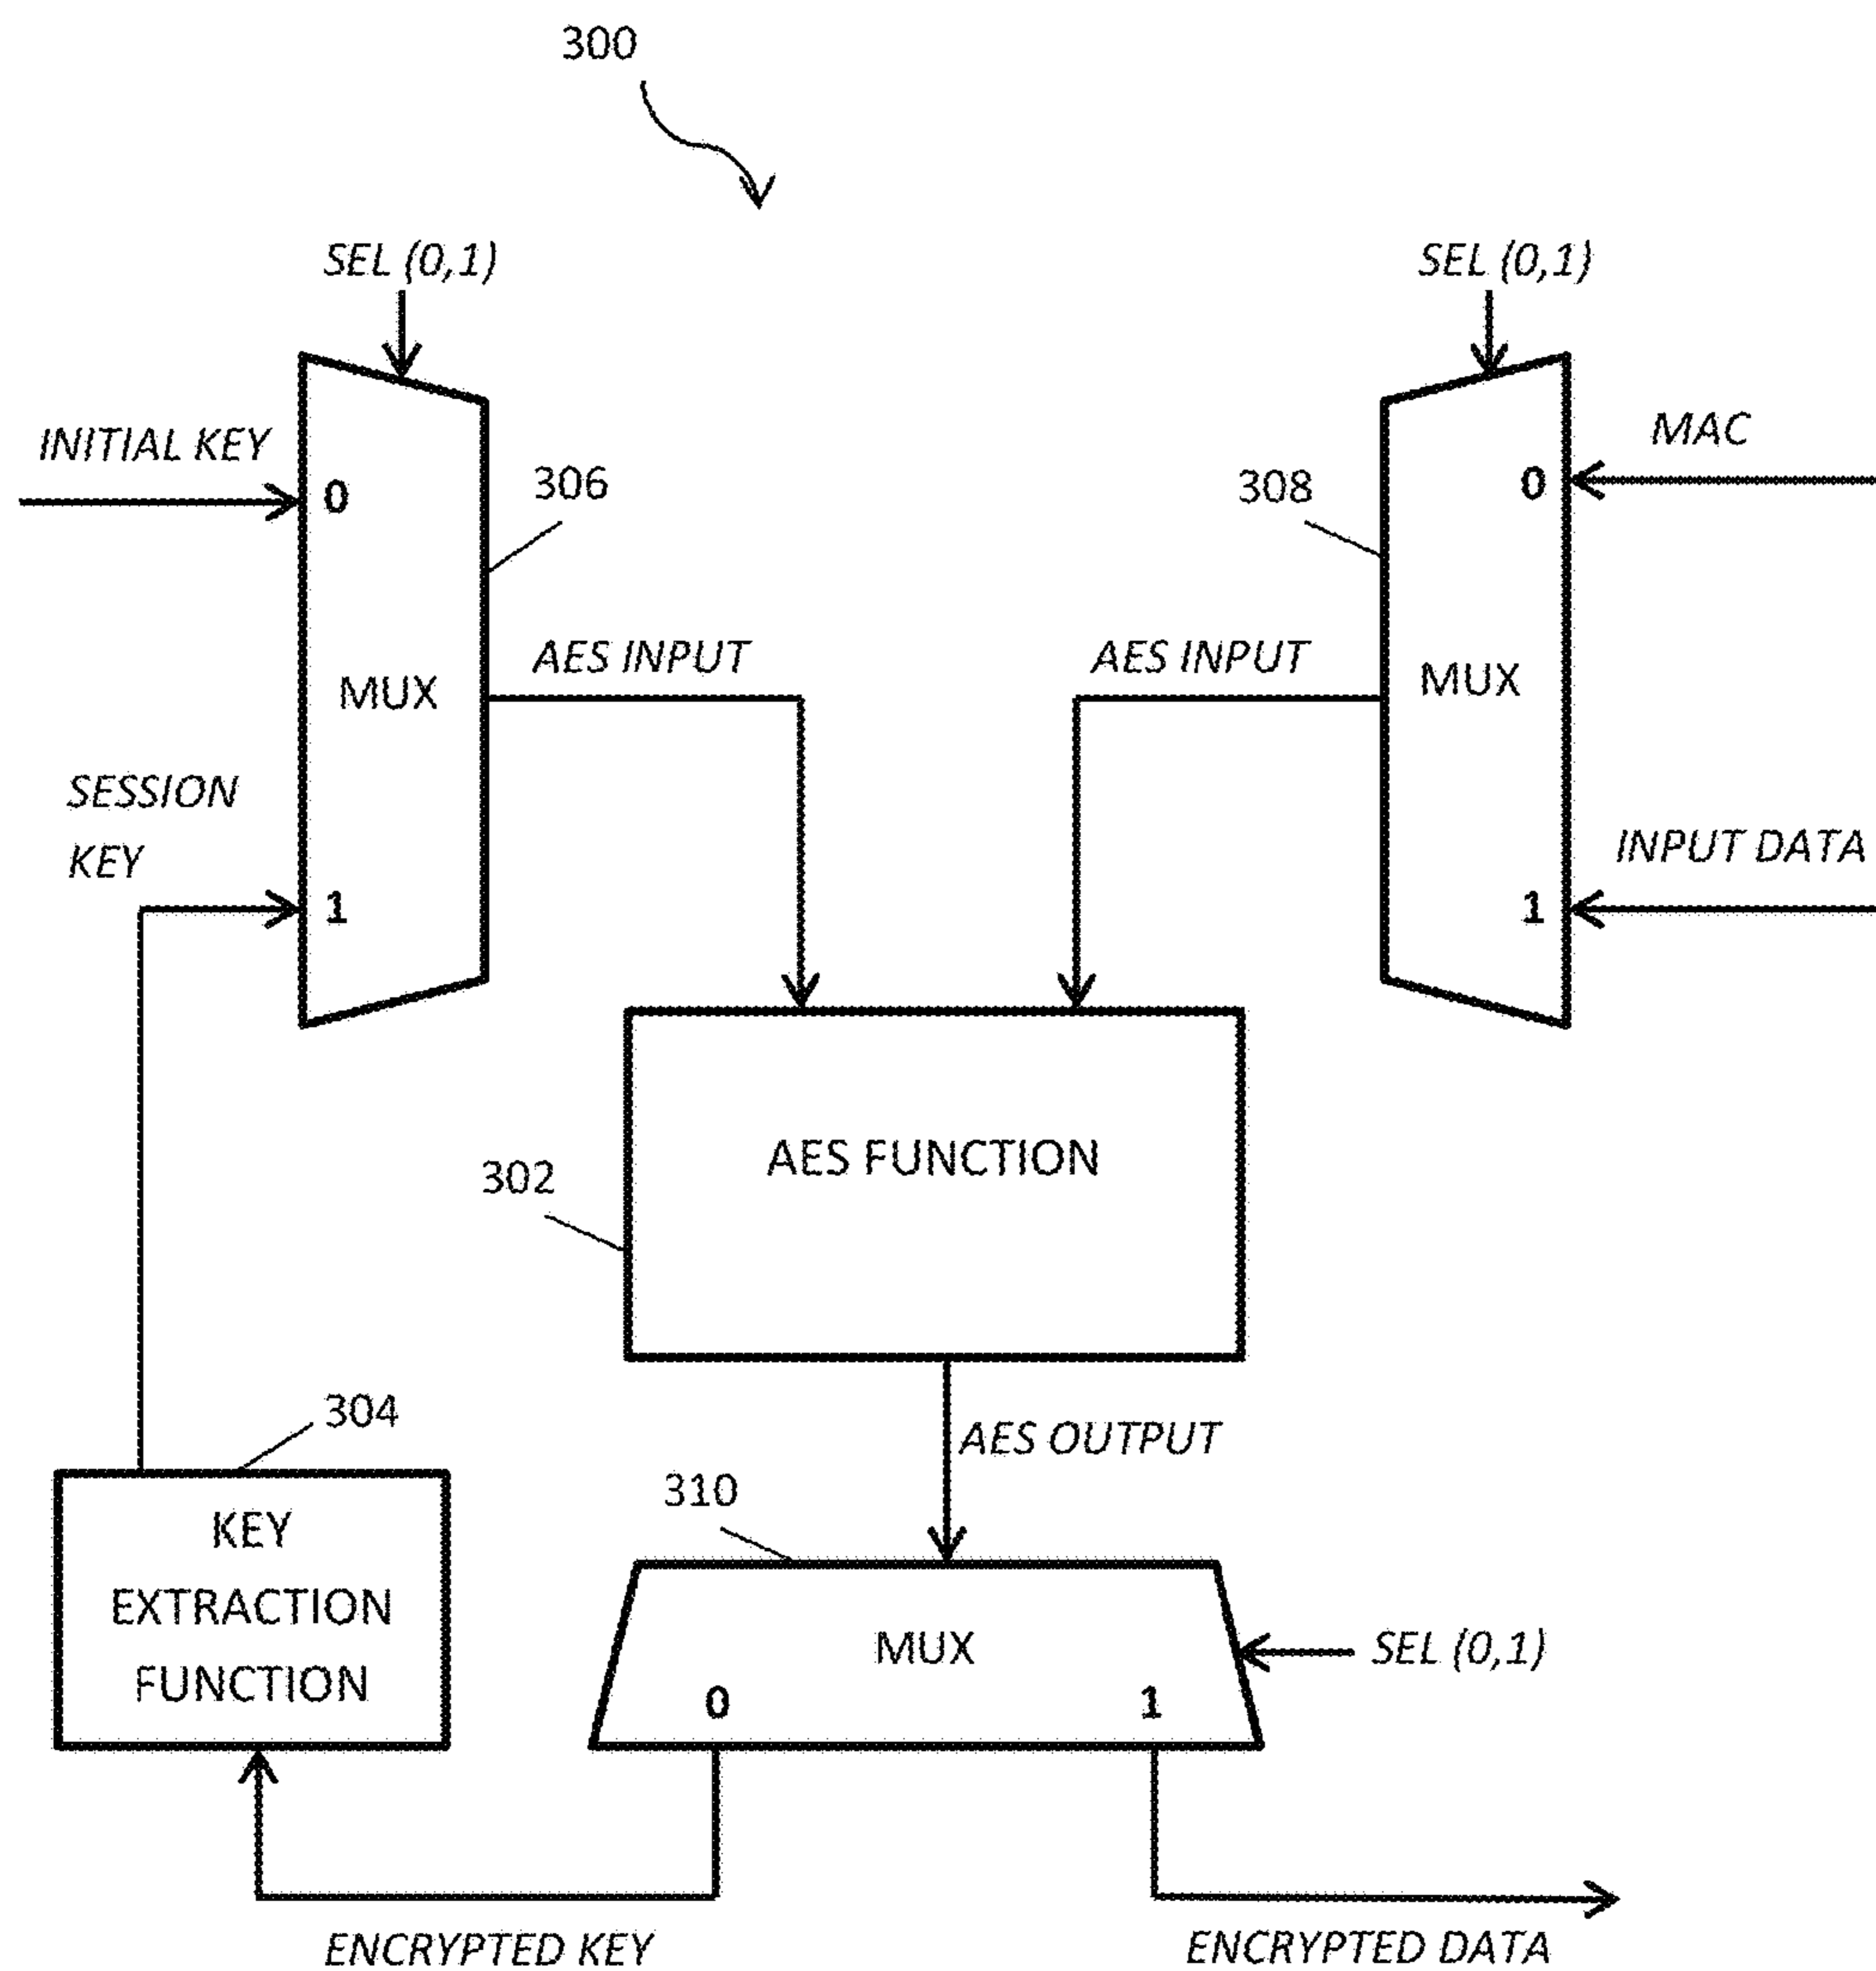 300
SEL (0,1)
SEL (0,1)
INITIAL KEY
0
306
308
0
MAC
MUX
AES INPUT
AES INPUT
MUX
SESSION
KEY
1
1
INPUT DATA
AES FUNCTION
302
304
AES OUTPUT
310
KEY
EXTRACTION
FUNCTION
MUX
0
1
SEL (0,1)
ENCRYPTED KEY
ENCRYPTED DATA